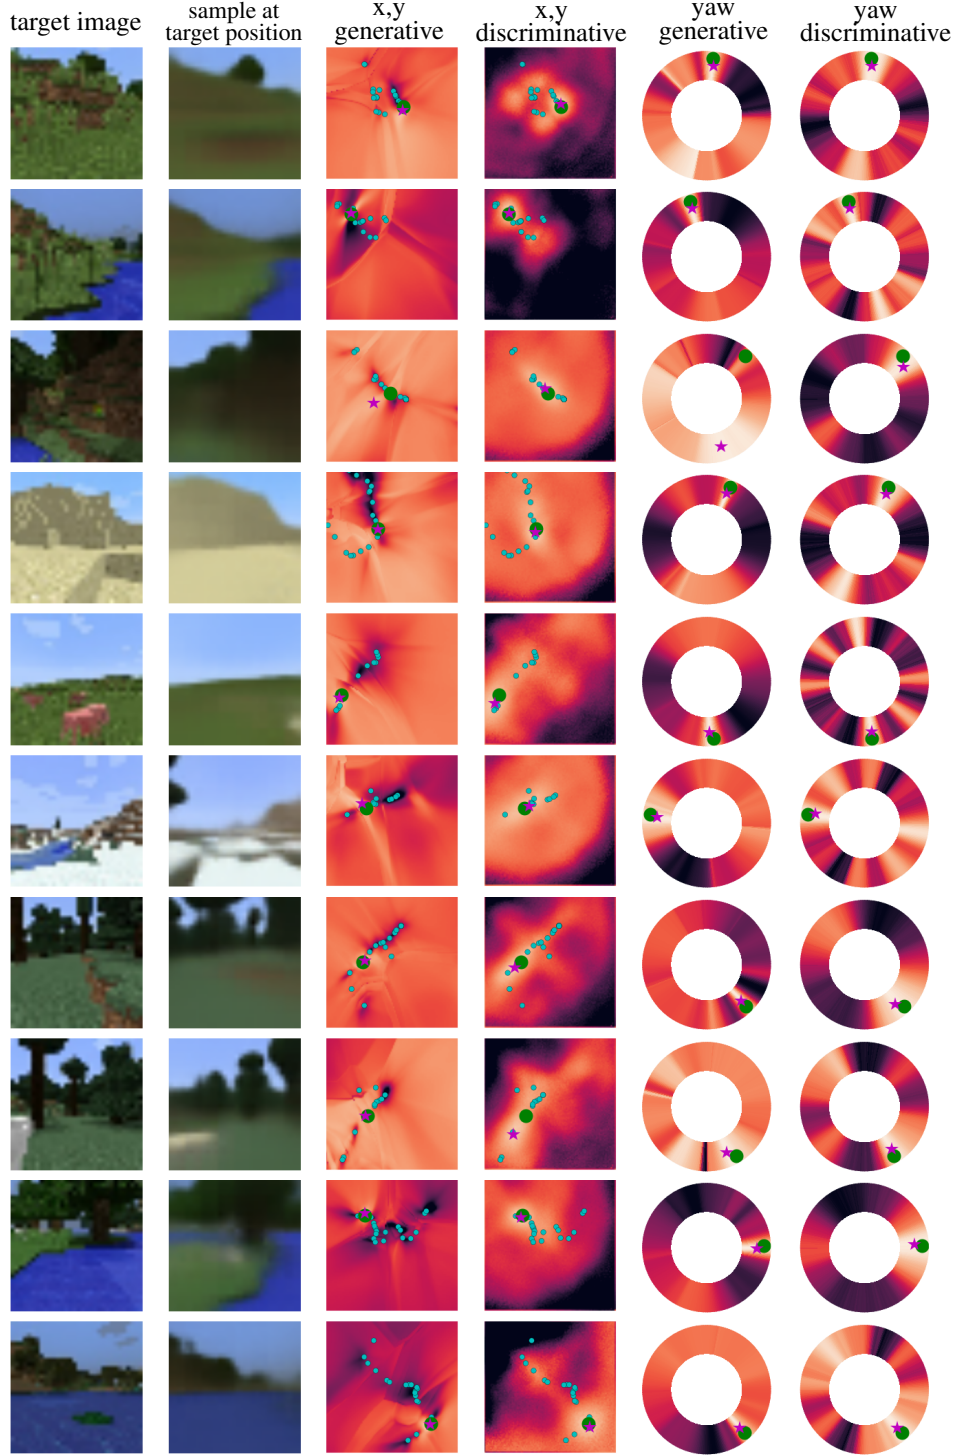 target image
sample at
target position
x,y
generative
x,y
discriminative
yaw
generative
yaw
discriminative